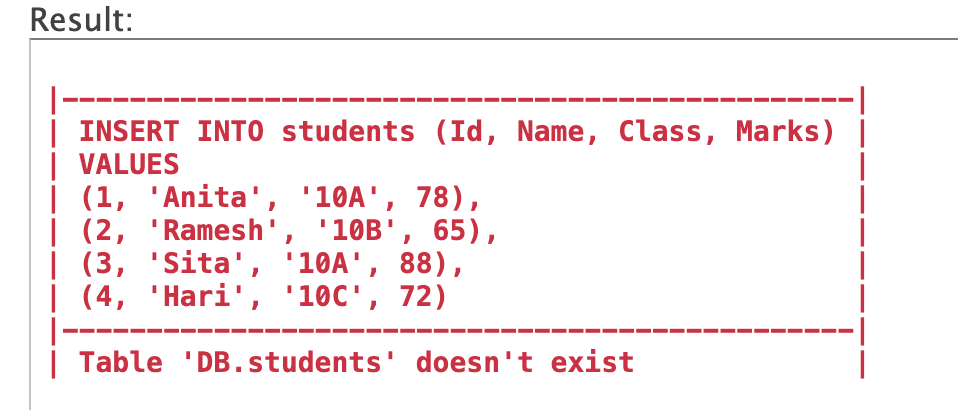 Result:
INSERT INTO students (Id, Name, Class, Marks)
VALUES
(1, 'Anita', '10A', 78),
(2, 'Ramesh', '10B', 65),
(3, 'Sita', '10A', 88),
(4, 'Hari', '10C', 72)
Table 'DB.students' doesn't exist